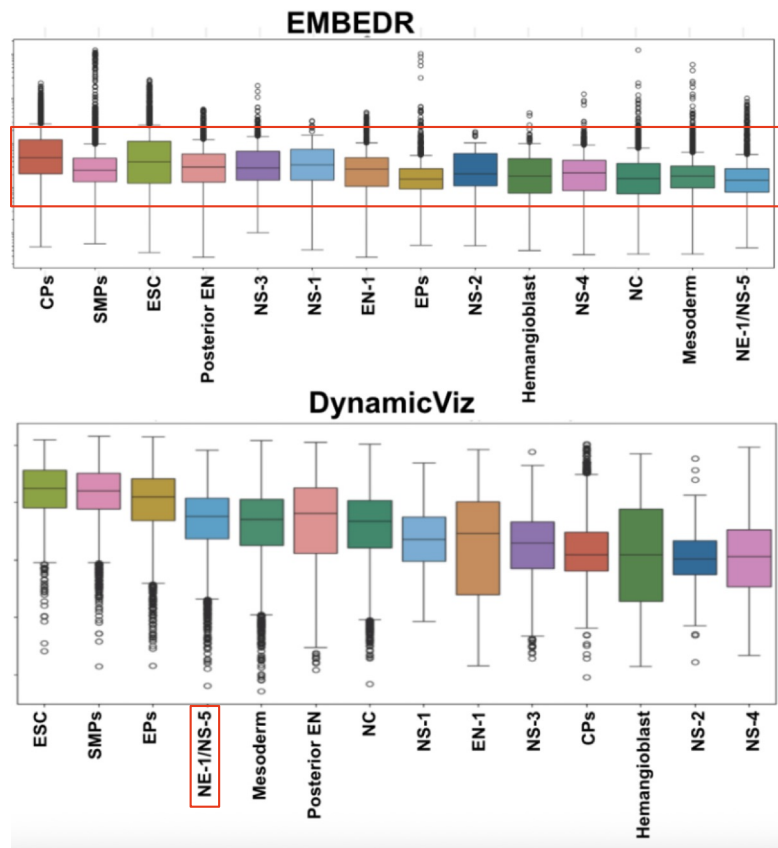 EMBEDR
CPs
SMPs
ESC
Posterior EN
NS-3
NS-1
EN-1
EPs
NS-2
Hemangioblast
NS-4
NC
Mesoderm
NE-1/NS-5
DynamicViz
ESC
SMPs
EPs
NE-1/NS-5
Mesoderm
Posterior EN
NC
NS-1
EN-1
NS-3
CPs
Hemangioblast
NS-2
NS-4